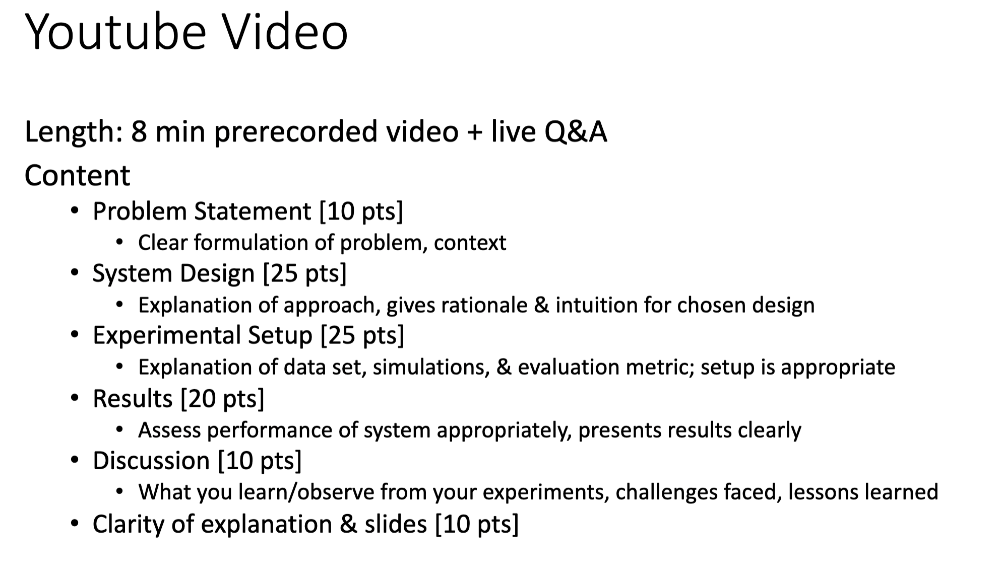 Youtube Video
Length: 8 min prerecorded video + live Q&A
Content
• Problem Statement [10 pts]
• Clear formulation of problem, context
• System Design [25 pts]
• Explanation of approach, gives rationale & intuition for chosen design
• Experimental Setup [25 pts]
• Explanation of data set, simulations, & evaluation metric; setup is appropriate
• Results [20 pts]
• Assess performance of system appropriately, presents results clearly
• Discussion [10 pts]
• What you learn/observe from your experiments, challenges faced, lessons learned
• Clarity of explanation & slides [10 pts]